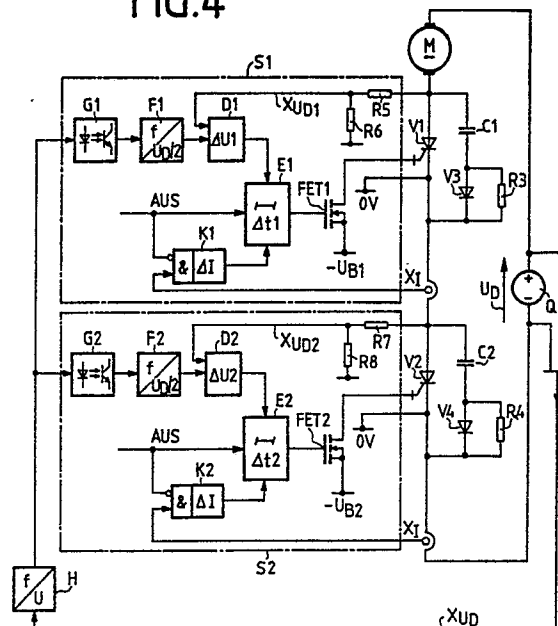 FIG.4
S1
M
G1
F1
D1
XUD1
R5
R6
V1
C1
f
UD/2
ΔU1
E1
V3
R3
AUS
Δt1
FET1
0V
K1
&
ΔI
-UB1
XI
UD
+
-
Q
G2
F2
D2
XUD2
R7
R8
V2
C2
f
UD/2
ΔU2
E2
V4
R4
AUS
Δt2
FET2
0V
K2
&
ΔI
-UB2
XI
S2
f
U
H
XUD